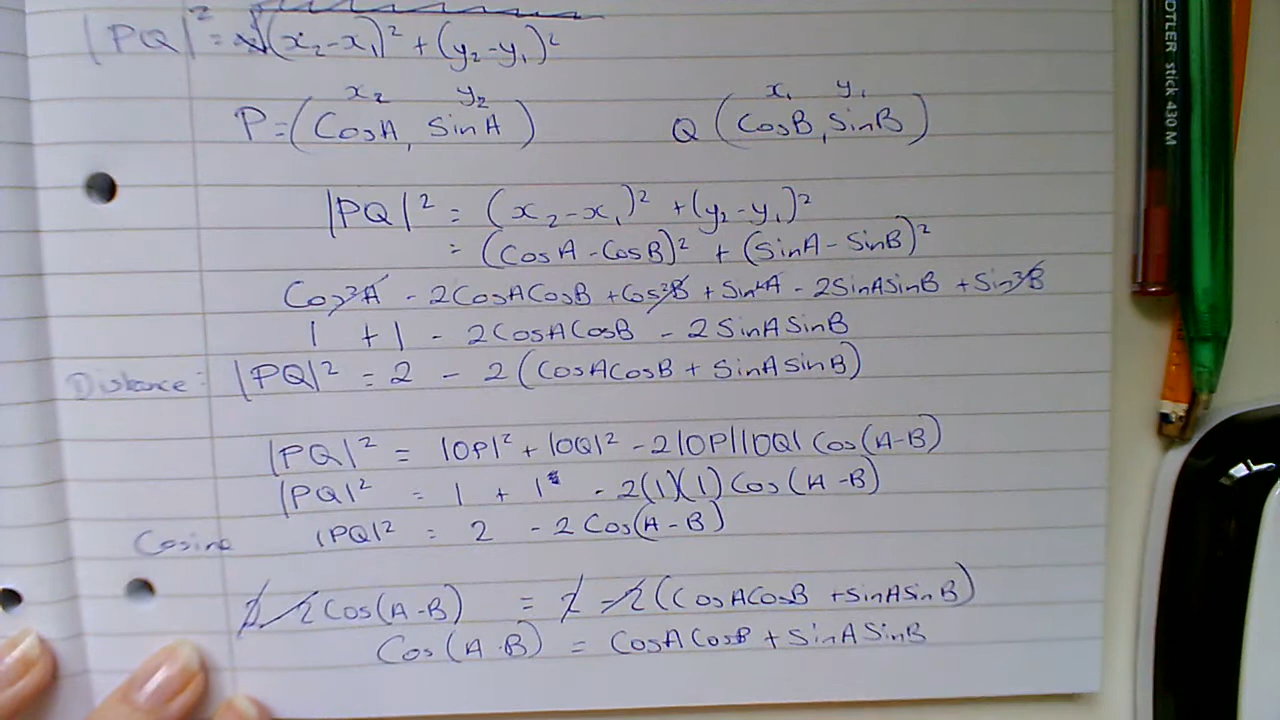 |PQ|² = (x₂-x₁)² + (y₂-y₁)²
x₂ y₂ x₁ y₁
P=(CosA, SinA) Q (CosB, SinB)
|PQ|² = (x₂-x₁)² +(y₂-y₁)²
= (CosA - CosB)² + (SinA - SinB)²
Cos²A - 2CosACosB + Cos²B + Sin²A - 2SinASinB + Sin²B
1 + 1 - 2CosACosB - 2SinASinB
Distance: |PQ|² = 2 - 2(CosACosB + SinASinB)
|PQ|² = |OP|² + |OQ|² - 2|OP||OQ| Cos(A-B)
|PQ|² = 1 + 1 - 2(1)(1) Cos(A-B)
Cosine |PQ|² = 2 - 2Cos(A-B)
2 - 2Cos(A-B) = 2 - 2(CosACosB + SinASinB)
Cos(A-B) = CosACosB + SinASinB
stick 430 M